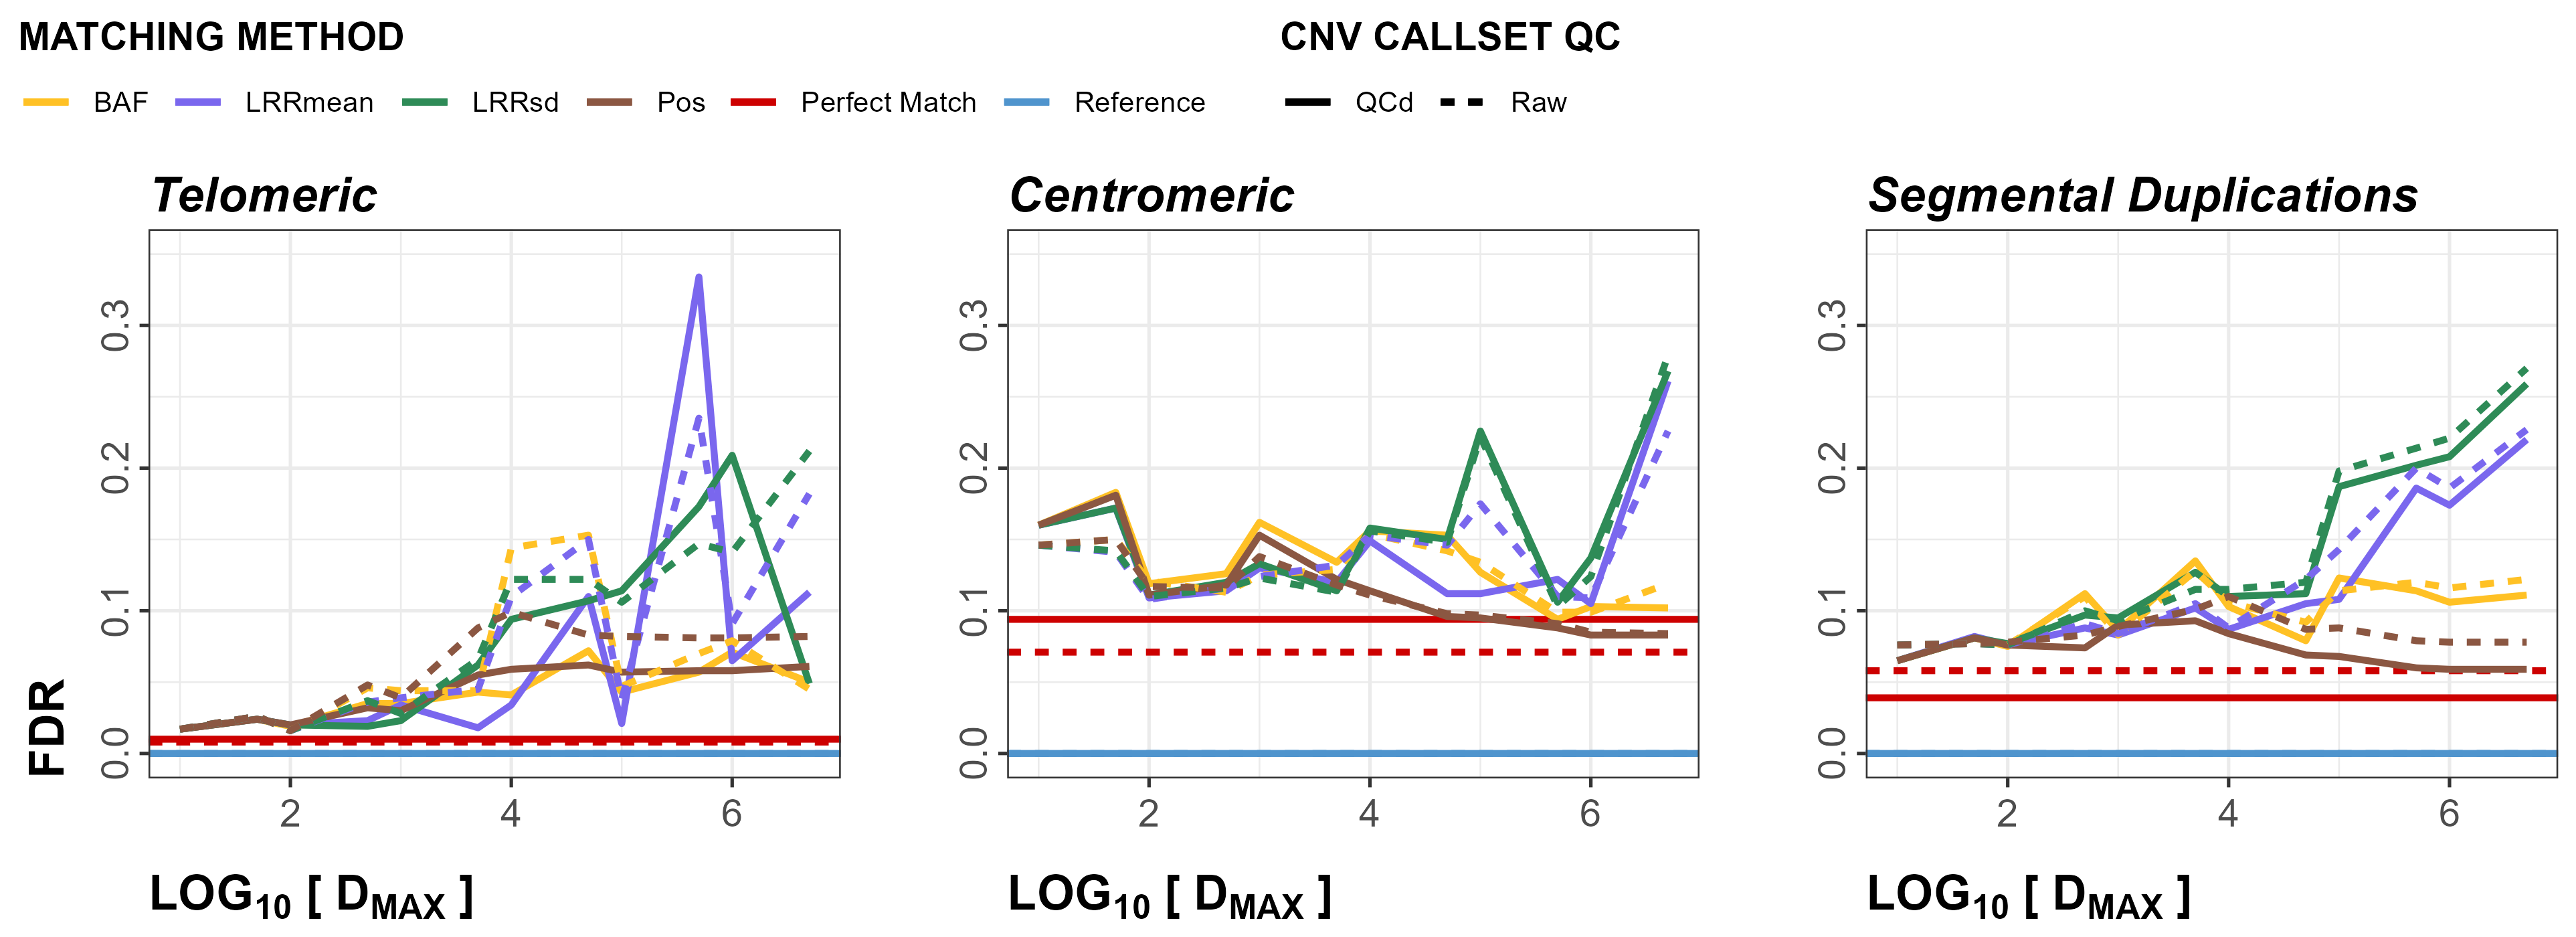 MATCHING METHOD CNV CALLSET QC
BAF LRRmean LRRsd Pos Perfect Match Reference QCd Raw
Telomeric Centromeric Segmental Duplications
0.3 0.3 0.3
0.2 0.2 0.2
0.1 0.1 0.1
0.0 0.0 0.0
FDR
2 4 6 2 4 6 2 4 6
LOG10 [ DMAX ] LOG10 [ DMAX ] LOG10 [ DMAX ]